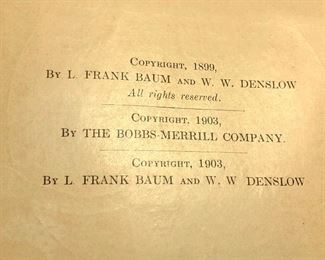 Copyright, 1899,
By L. FRANK BAUM and W. W. DENSLOW
All rights reserved.
Copyright, 1903,
By THE BOBBS-MERRILL COMPANY.
Copyright, 1903,
By L. FRANK BAUM and W. W DENSLOW